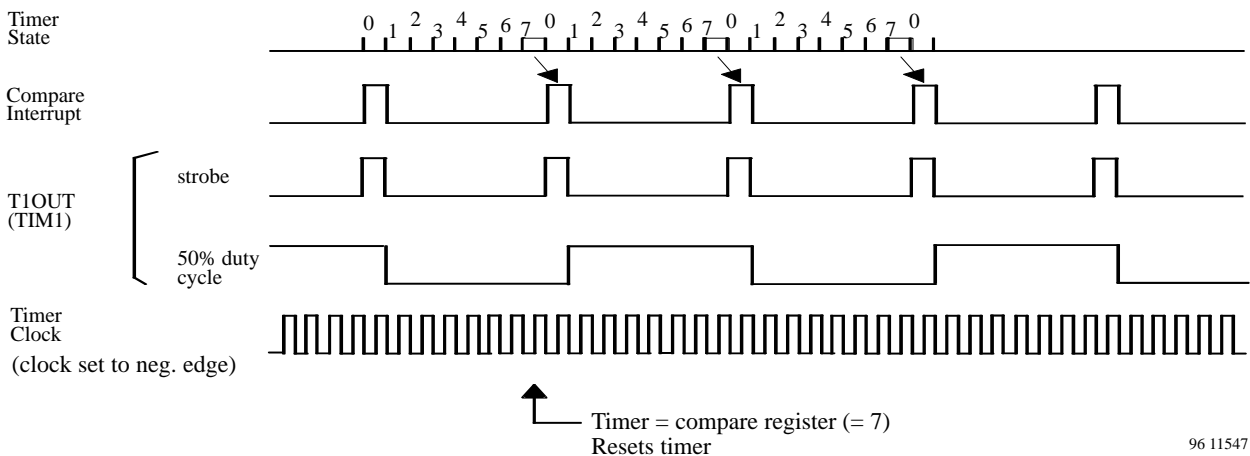 Timer
State
0 1 2 3 4 5 6 7 0 1 2 3 4 5 6 7 0 1 2 3 4 5 6 7 0
Compare
Interrupt
T1OUT
(TIM1)
strobe
50% duty
cycle
Timer
Clock
(clock set to neg. edge)
Timer = compare register (= 7)
Resets timer
96 11547